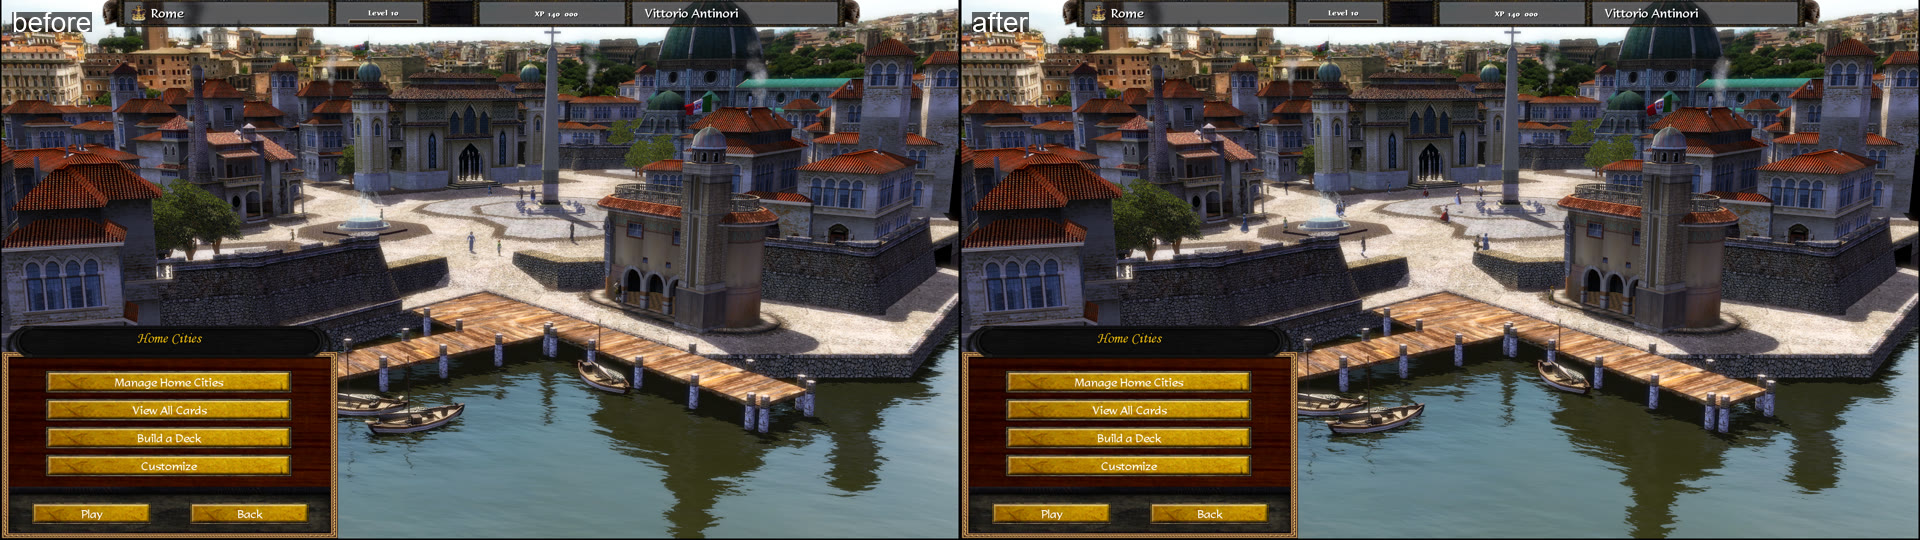 before
Rome
Level 10
XP 140 000
Vittorio Antinori
Home Cities
Manage Home Cities
View All Cards
Build a Deck
Customize
Play
Back
after
Rome
Level 10
XP 140 000
Vittorio Antinori
Home Cities
Manage Home Cities
View All Cards
Build a Deck
Customize
Play
Back